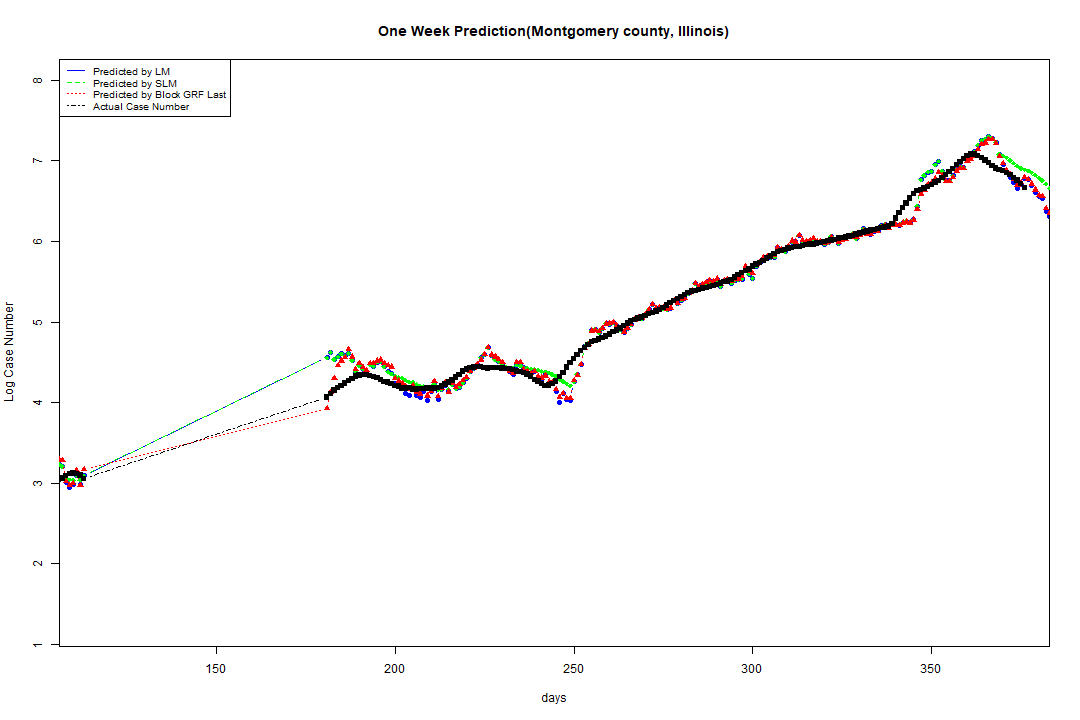 One Week Prediction(Montgomery county, Illinois)
Predicted by LM
Predicted by SLM
Predicted by Block GRF Last
Actual Case Number
8
7
6
5
4
3
2
1
Log Case Number
150 200 250 300 350
days